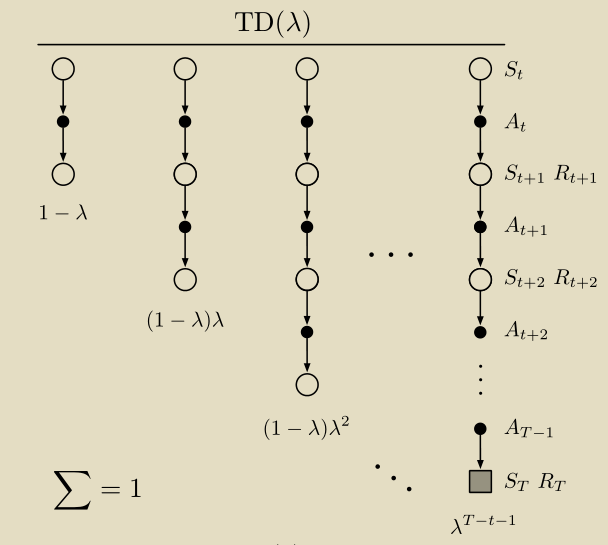 TD(λ)
S_t
A_t
S_{t+1} R_{t+1}
1 − λ
A_{t+1}
· · ·
S_{t+2} R_{t+2}
(1 − λ)λ
A_{t+2}
(1 − λ)λ²
A_{T−1}
∑ = 1
S_T R_T
λ^{T−t−1}